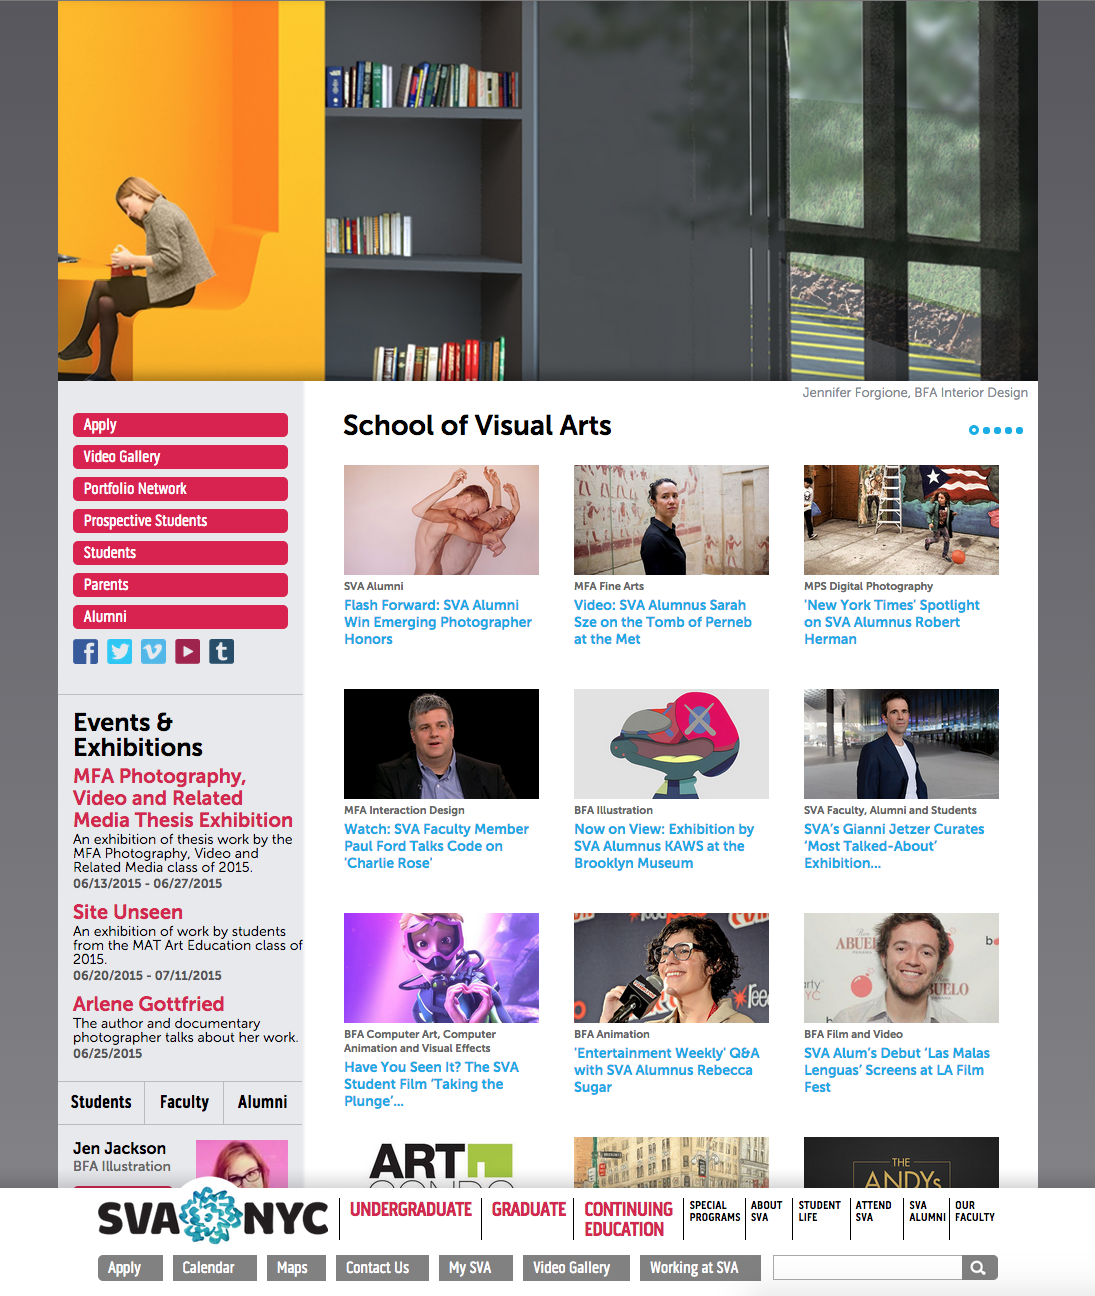 Jennifer Forgione, BFA Interior Design
Apply
Video Gallery
Portfolio Network
Prospective Students
Students
Parents
Alumni
Events &
Exhibitions
MFA Photography,
Video and Related
Media Thesis Exhibition
An exhibition of thesis work by the
MFA Photography, Video and
Related Media class of 2015.
06/13/2015 - 06/27/2015
Site Unseen
An exhibition of work by students
from the MAT Art Education class of
2015.
06/20/2015 - 07/11/2015
Arlene Gottfried
The author and documentary
photographer talks about her work.
06/25/2015
Students
Faculty
Alumni
Jen Jackson
BFA Illustration
School of Visual Arts
SVA Alumni
Flash Forward: SVA Alumni
Win Emerging Photographer
Honors
MFA Fine Arts
Video: SVA Alumnus Sarah
Sze on the Tomb of Perneb
at the Met
MPS Digital Photography
'New York Times' Spotlight
on SVA Alumnus Robert
Herman
MFA Interaction Design
Watch: SVA Faculty Member
Paul Ford Talks Code on
'Charlie Rose'
BFA Illustration
Now on View: Exhibition by
SVA Alumnus KAWS at the
Brooklyn Museum
SVA Faculty, Alumni and Students
SVA's Gianni Jetzer Curates
‘Most Talked-About’
Exhibition...
BFA Computer Art, Computer
Animation and Visual Effects
Have You Seen It? The SVA
Student Film ‘Taking the
Plunge’...
BFA Animation
'Entertainment Weekly' Q&A
with SVA Alumnus Rebecca
Sugar
ABUELO
BFA Film and Video
SVA Alum’s Debut ‘Las Malas
Lenguas’ Screens at LA Film
Fest
ART
THE
ANDYs
SVA NYC
UNDERGRADUATE
GRADUATE
CONTINUING
EDUCATION
SPECIAL
PROGRAMS
ABOUT
SVA
STUDENT
LIFE
ATTEND
SVA
SVA
ALUMNI
OUR
FACULTY
Apply
Calendar
Maps
Contact Us
My SVA
Video Gallery
Working at SVA